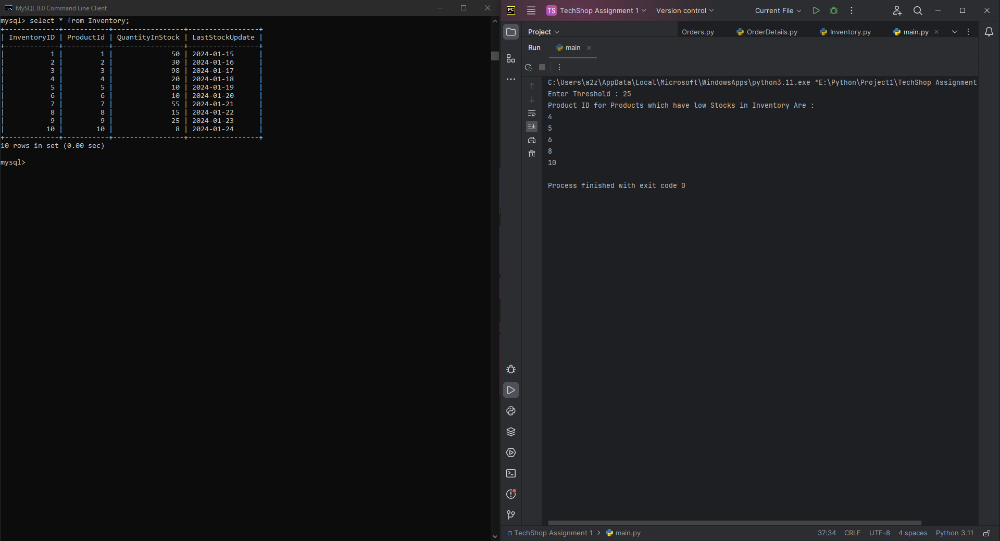 MySQL 8.0 Command Line Client
mysql> select * from Inventory;
+-------------+-----------+-----------------+-----------------+
| InventoryID | ProductId | QuantityInStock | LastStockUpdate |
+-------------+-----------+-----------------+-----------------+
|           1 |         1 |              50 | 2024-01-15      |
|           2 |         2 |              30 | 2024-01-16      |
|           3 |         3 |              98 | 2024-01-17      |
|           4 |         4 |              20 | 2024-01-18      |
|           5 |         5 |              10 | 2024-01-19      |
|           6 |         6 |              10 | 2024-01-20      |
|           7 |         7 |              55 | 2024-01-21      |
|           8 |         8 |              15 | 2024-01-22      |
|           9 |         9 |              25 | 2024-01-23      |
|          10 |        10 |               8 | 2024-01-24      |
+-------------+-----------+-----------------+-----------------+
10 rows in set (0.00 sec)
mysql>
PC TS TechShop Assignment 1 Version control Current File
Project Orders.py OrderDetails.py Inventory.py main.py
Run main
C:\Users\a2z\AppData\Local\Microsoft\WindowsApps\python3.11.exe "E:\Python\Project1\TechShop Assignment
Enter Threshold : 25
Product ID for Products which have low Stocks in Inventory Are :
4
5
6
8
10
Process finished with exit code 0
TechShop Assignment 1 > main.py 37:34 CRLF UTF-8 4 spaces Python 3.11